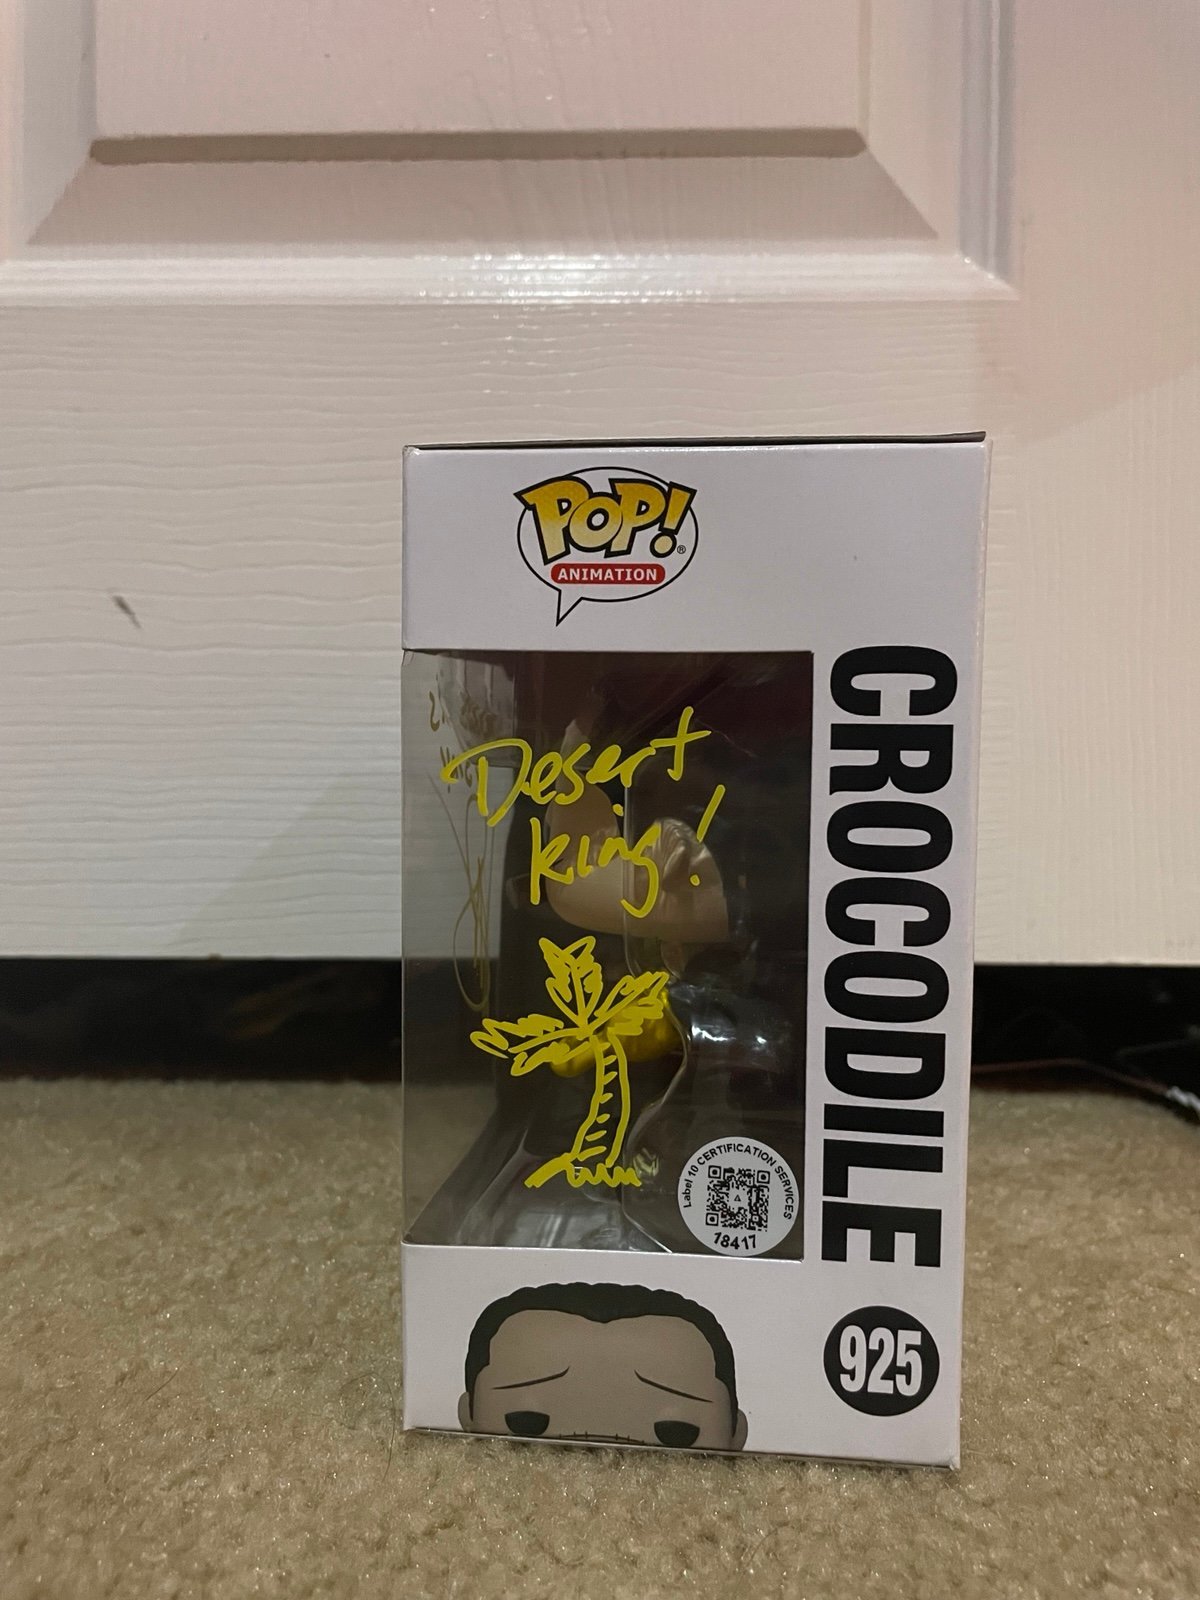 POP!®
ANIMATION
CROCODILE
Desert
King!
Label 10 CERTIFICATION SERVICES
18417
925